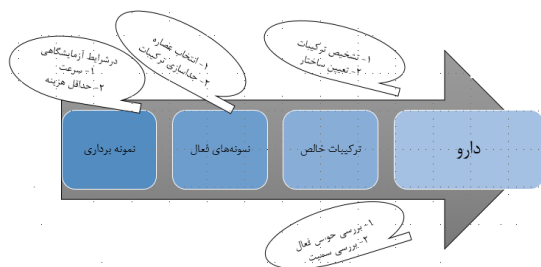 درشرایط آزمایشگاهی
۱- سرعت
۲- حداقل هزینه
۱- انتخاب عصاره
۲- جداسازی ترکیبات
۱- تشخیص ترکیبات
۲- تعیین ساختار
نمونه برداری
نمونه‌های فعال
ترکیبات خالص
دارو
۱- بررسی خواص فعال
۲- بررسی سمیت